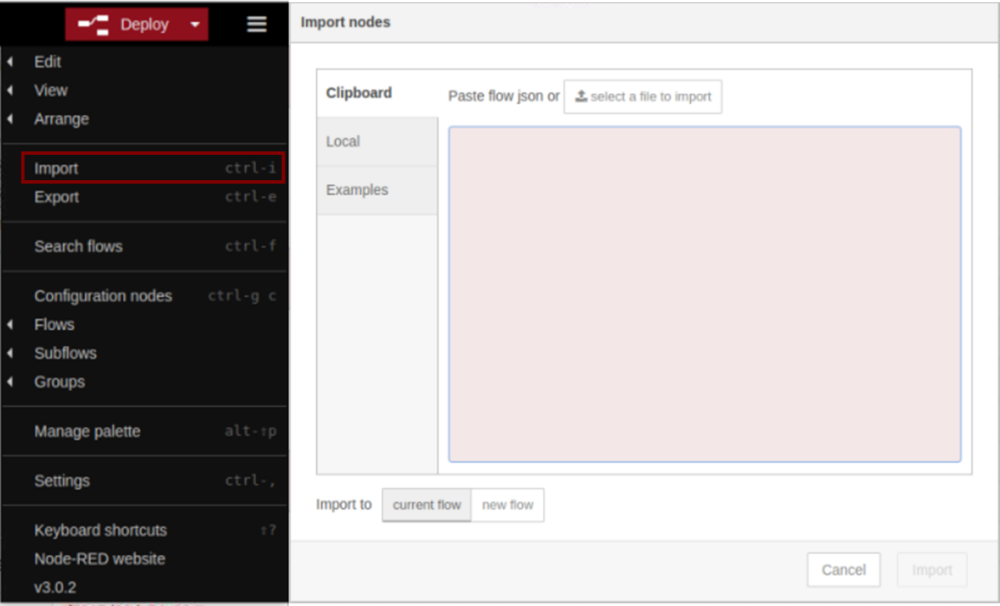 Deploy
Edit
View
Arrange
Import ctrl-i
Export ctrl-e
Search flows ctrl-f
Configuration nodes ctrl-g c
Flows
Subflows
Groups
Manage palette alt-⇧p
Settings ctrl-,
Keyboard shortcuts ⇧?
Node-RED website
v3.0.2
Import nodes
Clipboard
Local
Examples
Paste flow json or select a file to import
Import to current flow new flow
Cancel Import